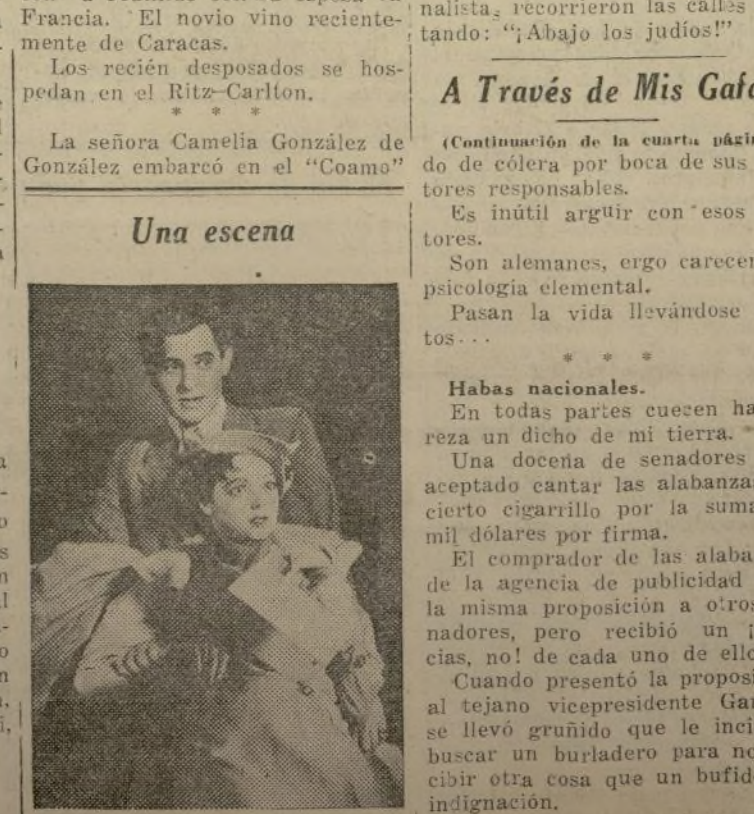 Francia. El novio vino reciente-
mente de Caracas.
Los recién desposados se hos-
pedan en el Ritz-Carlton.
* * *
La señora Camelia González de
González embarcó en el "Coamo"
Una escena
nalista, recorrieron las calles
tando: "¡Abajo los judíos!"
A Través de Mis Gafa
(Continuación de la cuarta págin
do de cólera por boca de sus
tores responsables.
Es inútil arguir con esos
tores.
Son alemanes, ergo carecen
psicología elemental.
Pasan la vida llevándose
tos...
* * *
Habas nacionales.
En todas partes cuecen ha
reza un dicho de mi tierra.
Una docena de senadores
aceptado cantar las alabanzas
cierto cigarrillo por la suma
mil dólares por firma.
El comprador de las alaba
de la agencia de publicidad
la misma proposición a otros
nadores, pero recibió un ¡
cias, no! de cada uno de ello
Cuando presentó la proposi
al tejano vicepresidente Gar
se llevó gruñido que le inci
buscar un burladero para no
cibir otra cosa que un bufido
indignación.